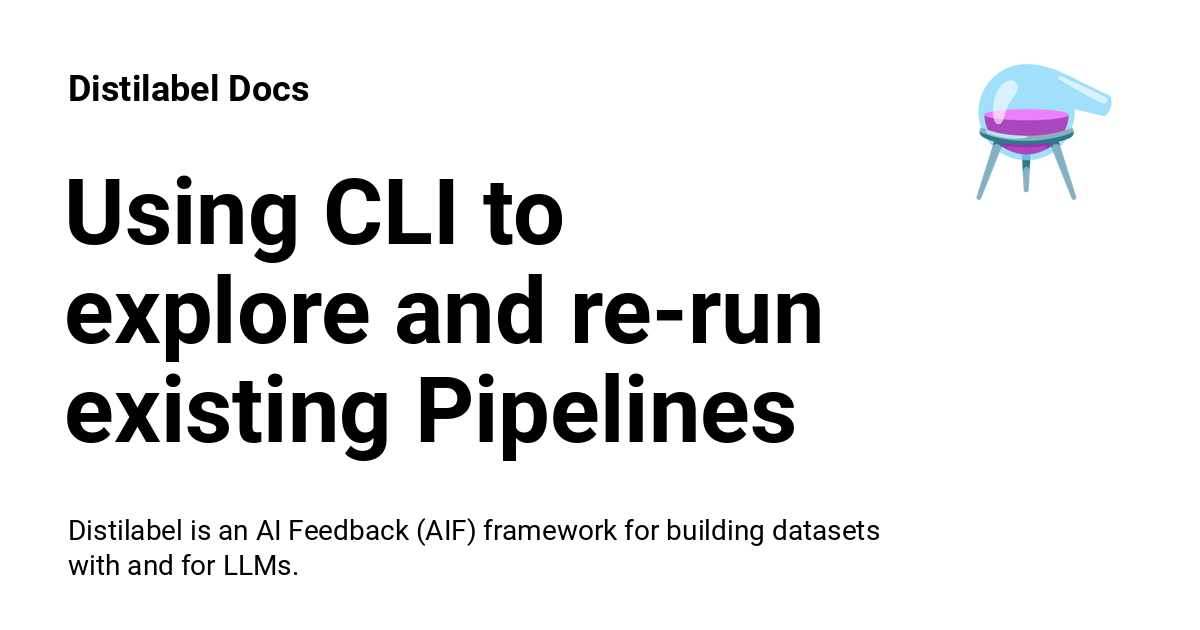 Distilabel Docs
Using CLI to
explore and re-run
existing Pipelines
Distilabel is an AI Feedback (AIF) framework for building datasets
with and for LLMs.